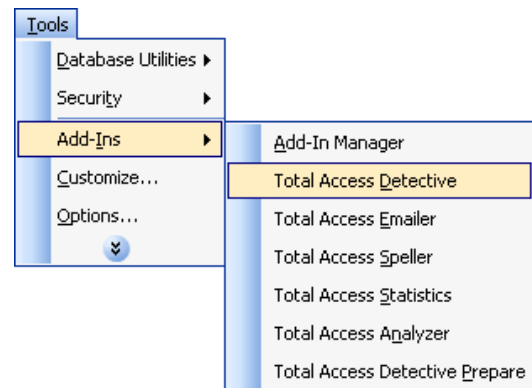 Tools
Database Utilities
Security
Add-Ins
Customize...
Options...
Add-In Manager
Total Access Detective
Total Access Emailer
Total Access Speller
Total Access Statistics
Total Access Analyzer
Total Access Detective Prepare